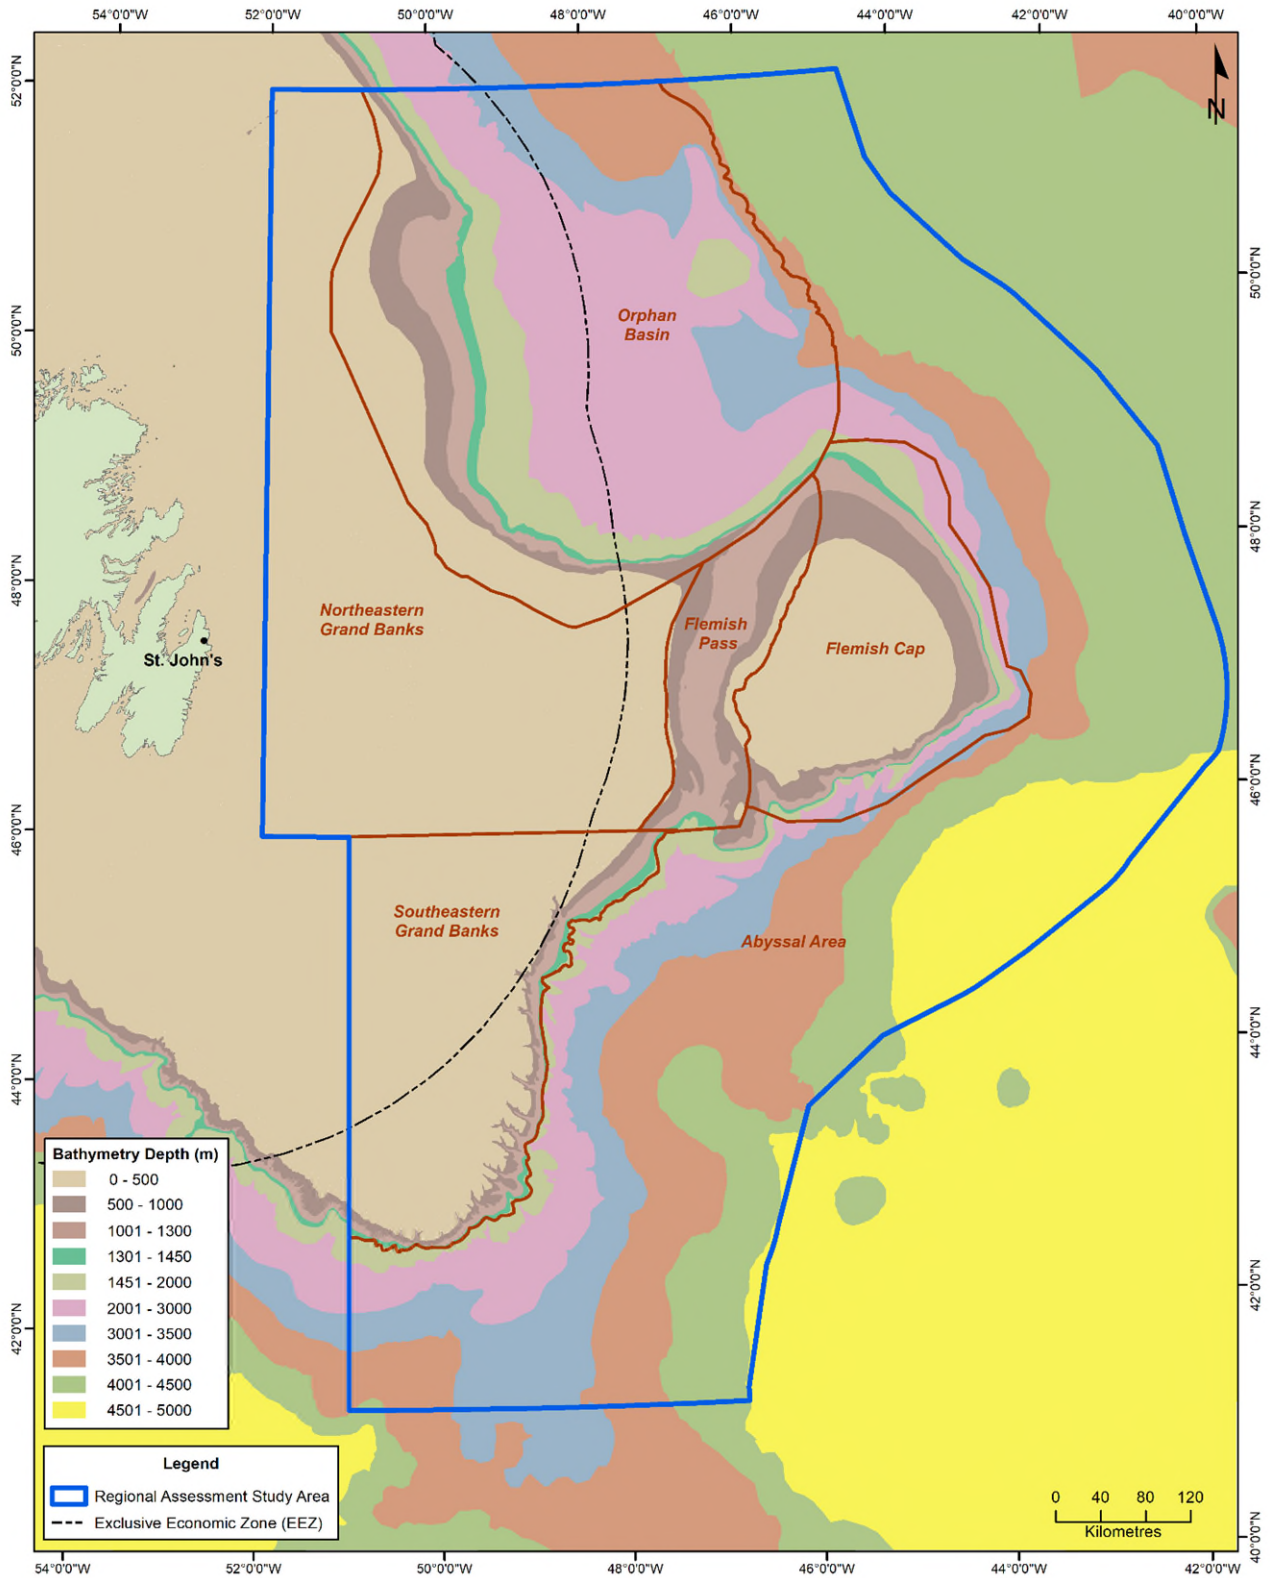 54°0'0"W
52°0'0"W
50°0'0"W
48°0'0"W
46°0'0"W
44°0'0"W
42°0'0"W
40°0'0"W
N
52°0'0"N
50°0'0"N
48°0'0"N
46°0'0"N
44°0'0"N
42°0'0"N
50°0'0"N
48°0'0"N
46°0'0"N
44°0'0"N
42°0'0"N
40°0'0"N
Orphan
Basin
Northeastern
Grand Banks
Flemish
Pass
Flemish Cap
St. John's
Southeastern
Grand Banks
Abyssal Area
Bathymetry Depth (m)
0 - 500
500 - 1000
1001 - 1300
1301 - 1450
1451 - 2000
2001 - 3000
3001 - 3500
3501 - 4000
4001 - 4500
4501 - 5000
Legend
Regional Assessment Study Area
Exclusive Economic Zone (EEZ)
0 40 80 120
Kilometres
54°0'0"W
52°0'0"W
50°0'0"W
48°0'0"W
46°0'0"W
44°0'0"W
42°0'0"W